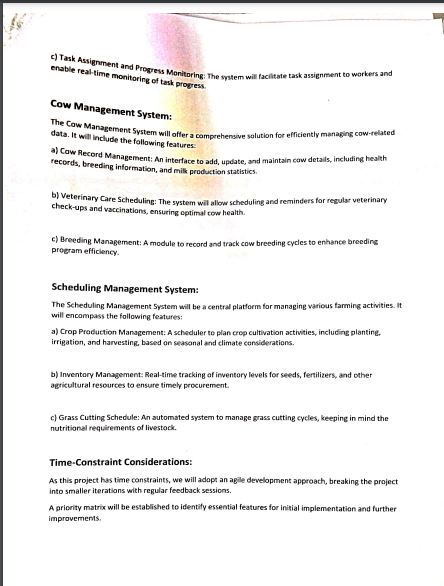 c) Task Assignment and Progress Monitoring: The system will facilitate task assignment to workers and
enable real-time monitoring of task progress.
Cow Management System:
The Cow Management System will offer a comprehensive solution for efficiently managing cow-related
data. It will include the following features:
a) Cow Record Management: An interface to add, update, and maintain cow details, including health
records, breeding information, and milk production statistics.
b) Veterinary Care Scheduling: The system will allow scheduling and reminders for regular veterinary
check-ups and vaccinations, ensuring optimal cow health.
c) Breeding Management: A module to record and track cow breeding cycles to enhance breeding
program efficiency.
Scheduling Management System:
The Scheduling Management System will be a central platform for managing various farming activities. It
will encompass the following features:
a) Crop Production Management: A scheduler to plan crop cultivation activities, including planting,
irrigation, and harvesting, based on seasonal and climate considerations.
b) Inventory Management: Real-time tracking of inventory levels for seeds, fertilizers, and other
agricultural resources to ensure timely procurement.
c) Grass Cutting Schedule: An automated system to manage grass cutting cycles, keeping in mind the
nutritional requirements of livestock.
Time-Constraint Considerations:
As this project has time constraints, we will adopt an agile development approach, breaking the project
into smaller iterations with regular feedback sessions.
A priority matrix will be established to identify essential features for initial implementation and further
improvements.